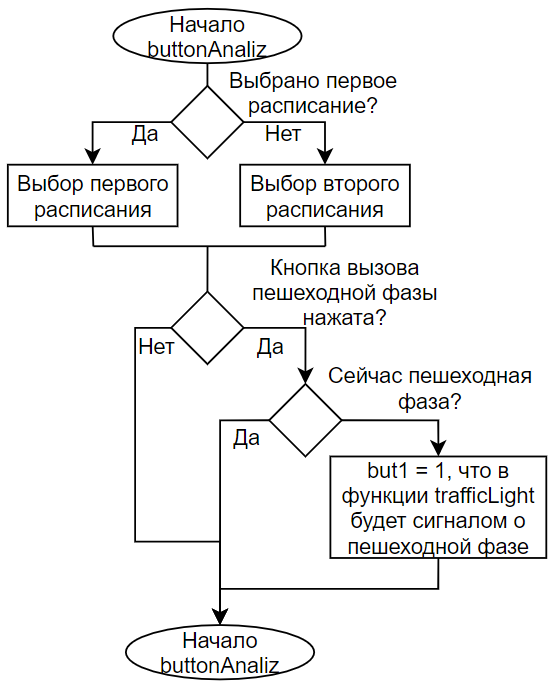 Начало
buttonAnaliz
Выбрано первое
расписание?
Да
Нет
Выбор первого
расписания
Выбор второго
расписания
Кнопка вызова
пешеходной фазы
нажата?
Нет
Да
Сейчас пешеходная
фаза?
Да
but1 = 1, что в
функции trafficLight
будет сигналом о
пешеходной фазе
Начало
buttonAnaliz